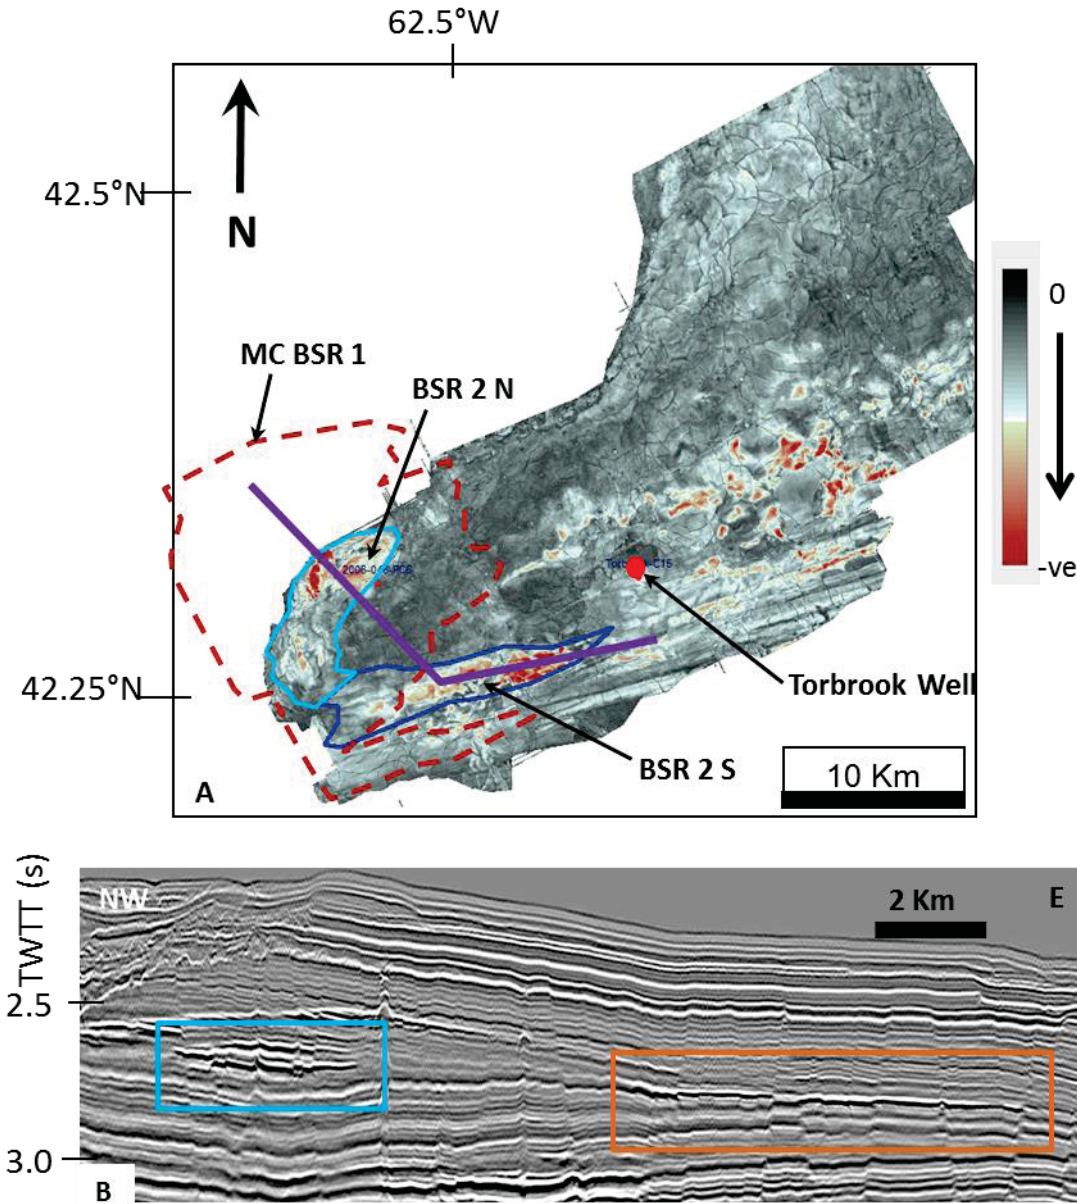 62.5°W
42.5°N
N
0
MC BSR 1
BSR 2 N
-ve
42.25°N
Torbrook Well
BSR 2 S
A
10 Km
TWTT (s)
NW
2 Km
E
2.5
3.0
B